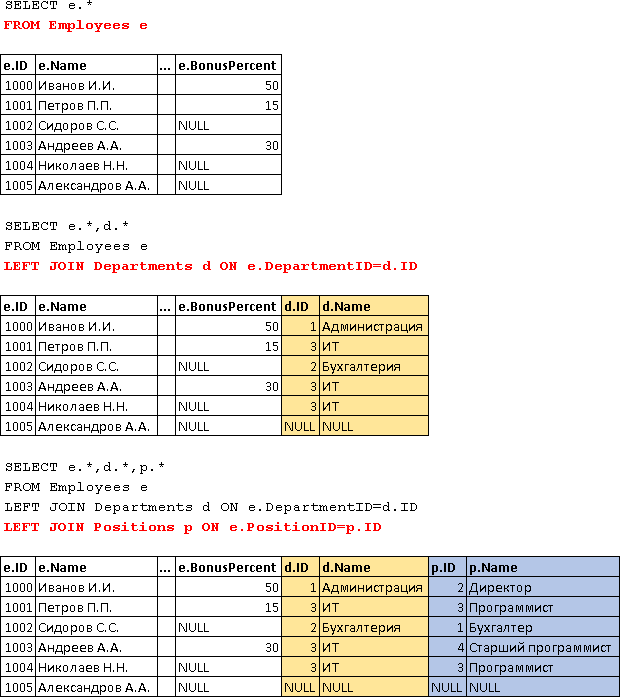 SELECT e.*
FROM Employees e
e.ID e.Name ... e.BonusPercent
1000 Иванов И.И. 50
1001 Петров П.П. 15
1002 Сидоров С.С. NULL
1003 Андреев А.А. 30
1004 Николаев Н.Н. NULL
1005 Александров А.А. NULL
SELECT e.*,d.*
FROM Employees e
LEFT JOIN Departments d ON e.DepartmentID=d.ID
e.ID e.Name ... e.BonusPercent d.ID d.Name
1000 Иванов И.И. 50 1 Администрация
1001 Петров П.П. 15 3 ИТ
1002 Сидоров С.С. NULL 2 Бухгалтерия
1003 Андреев А.А. 30 3 ИТ
1004 Николаев Н.Н. NULL 3 ИТ
1005 Александров А.А. NULL NULL NULL
SELECT e.*,d.*,p.*
FROM Employees e
LEFT JOIN Departments d ON e.DepartmentID=d.ID
LEFT JOIN Positions p ON e.PositionID=p.ID
e.ID e.Name ... e.BonusPercent d.ID d.Name p.ID p.Name
1000 Иванов И.И. 50 1 Администрация 2 Директор
1001 Петров П.П. 15 3 ИТ 3 Программист
1002 Сидоров С.С. NULL 2 Бухгалтерия 1 Бухгалтер
1003 Андреев А.А. 30 3 ИТ 4 Старший программист
1004 Николаев Н.Н. NULL 3 ИТ 3 Программист
1005 Александров А.А. NULL NULL NULL NULL NULL